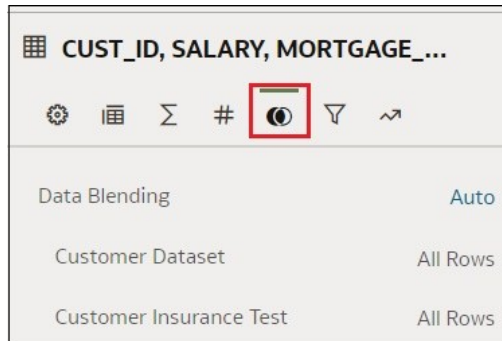 CUST_ID, SALARY, MORTGAGE_...
Data Blending Auto
Customer Dataset All Rows
Customer Insurance Test All Rows